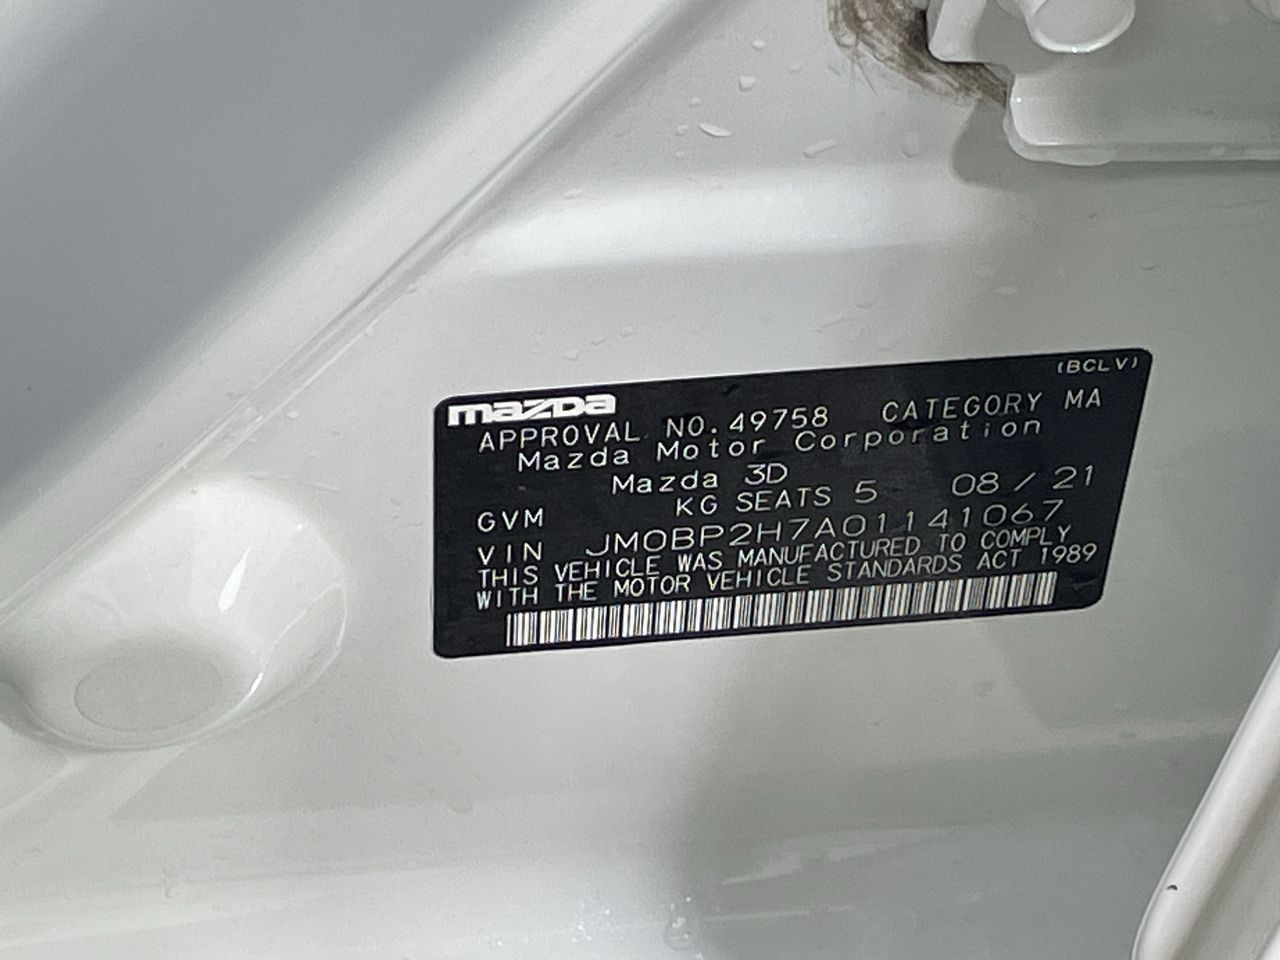 (BCLV)
mazda
APPROVAL NO.49758 CATEGORY MA
Mazda Motor Corporation
Mazda 3D
GVM KG SEATS 5 08/21
VIN JM0BP2H7A01141067
THIS VEHICLE WAS MANUFACTURED TO COMPLY
WITH THE MOTOR VEHICLE STANDARDS ACT 1989